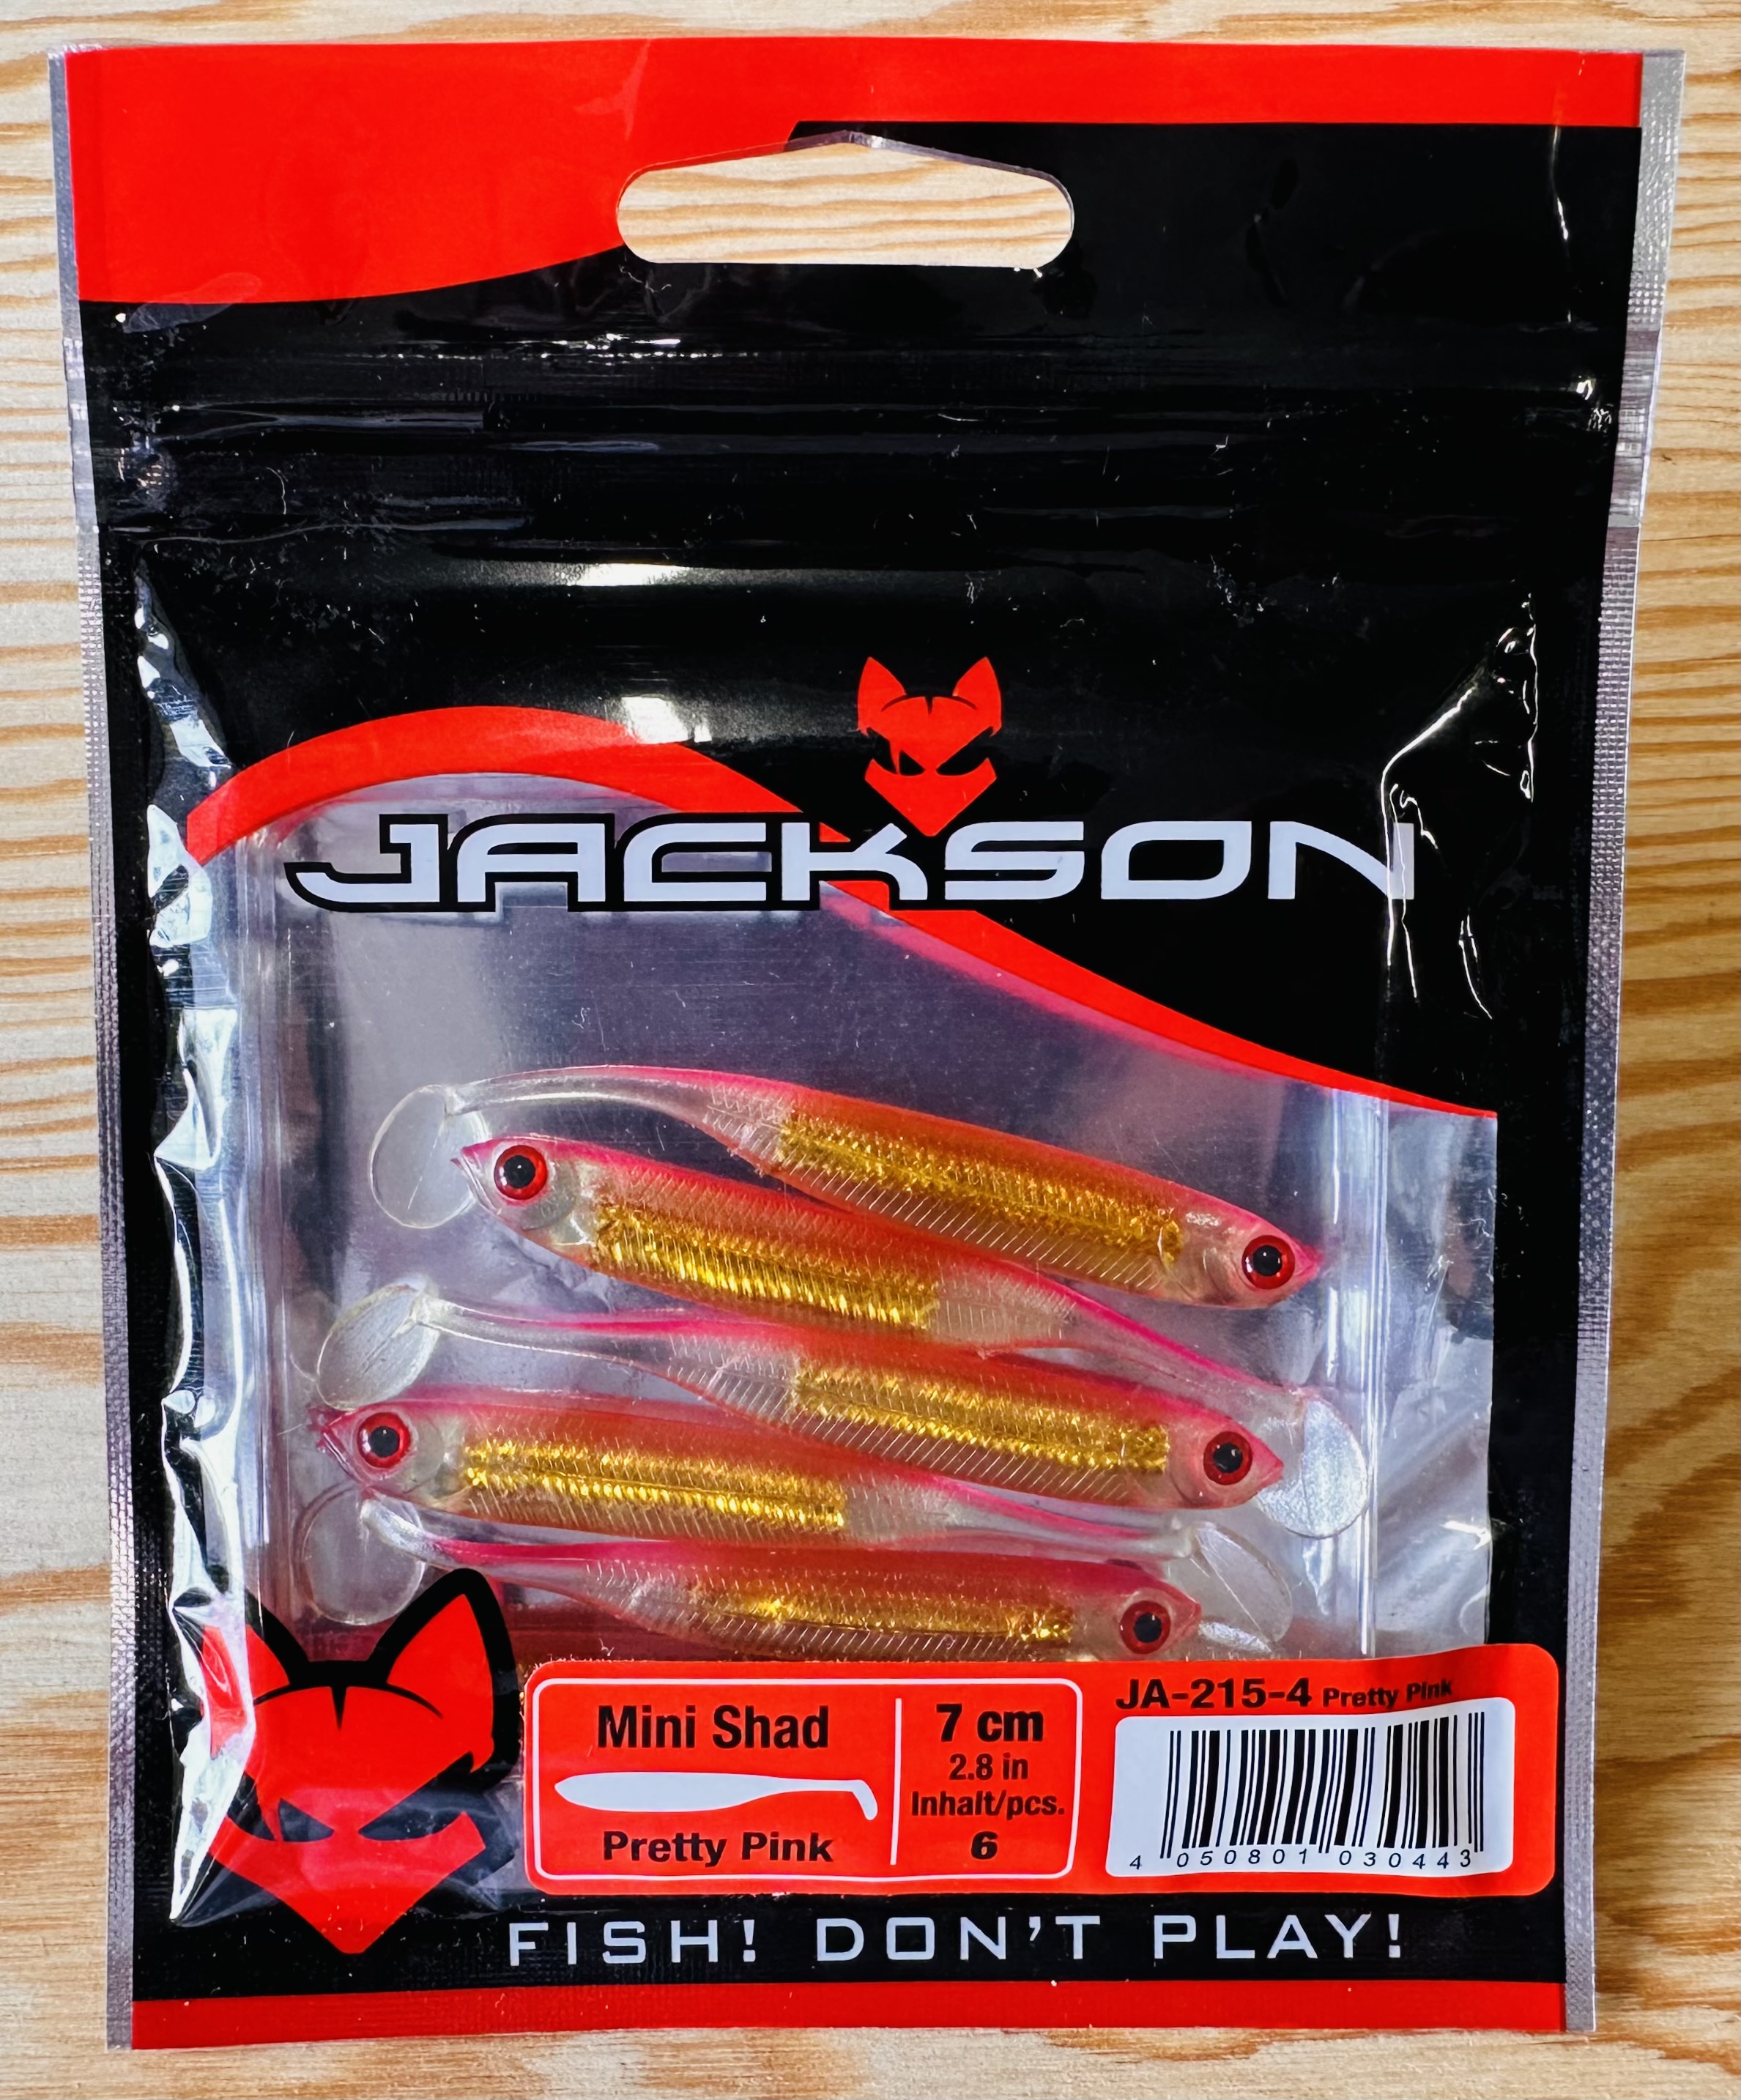 JACKSON
Mini Shad
Pretty Pink
7 cm
2.8 in
Inhalt/pcs.
6
JA-215-4 Pretty Pink
4 050801 030443
FISH! DON'T PLAY!